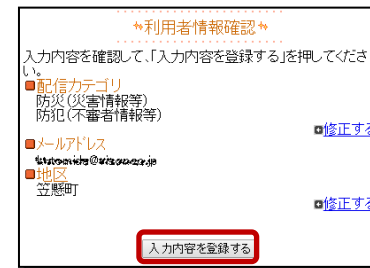 利用者情報確認
入力内容を確認して、「入力内容を登録する」を押してくださ
い。
■配信カテゴリ
防災(災害情報等)
防犯(不審者情報等)
修正する
■メールアドレス
■地区
笠懸町
修正する
入力内容を登録する